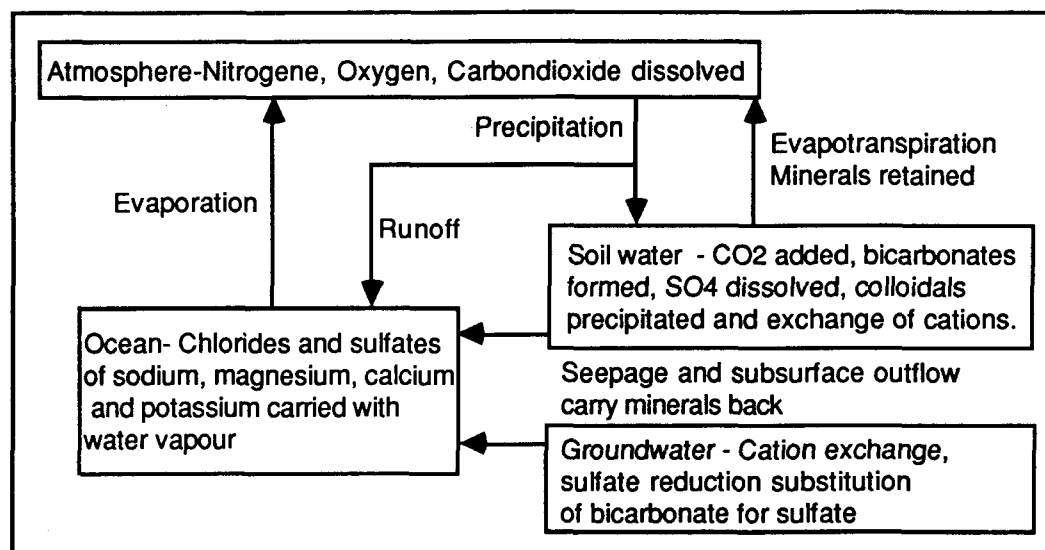 Atmosphere-Nitrogene, Oxygen, Carbondioxide dissolved
Precipitation
Evapotranspiration
Minerals retained
Evaporation
Runoff
Soil water - CO2 added, bicarbonates
formed, SO4 dissolved, colloidals
precipitated and exchange of cations.
Ocean- Chlorides and sulfates
of sodium, magnesium, calcium
and potassium carried with
water vapour
Seepage and subsurface outflow
carry minerals back
Groundwater - Cation exchange,
sulfate reduction substitution
of bicarbonate for sulfate